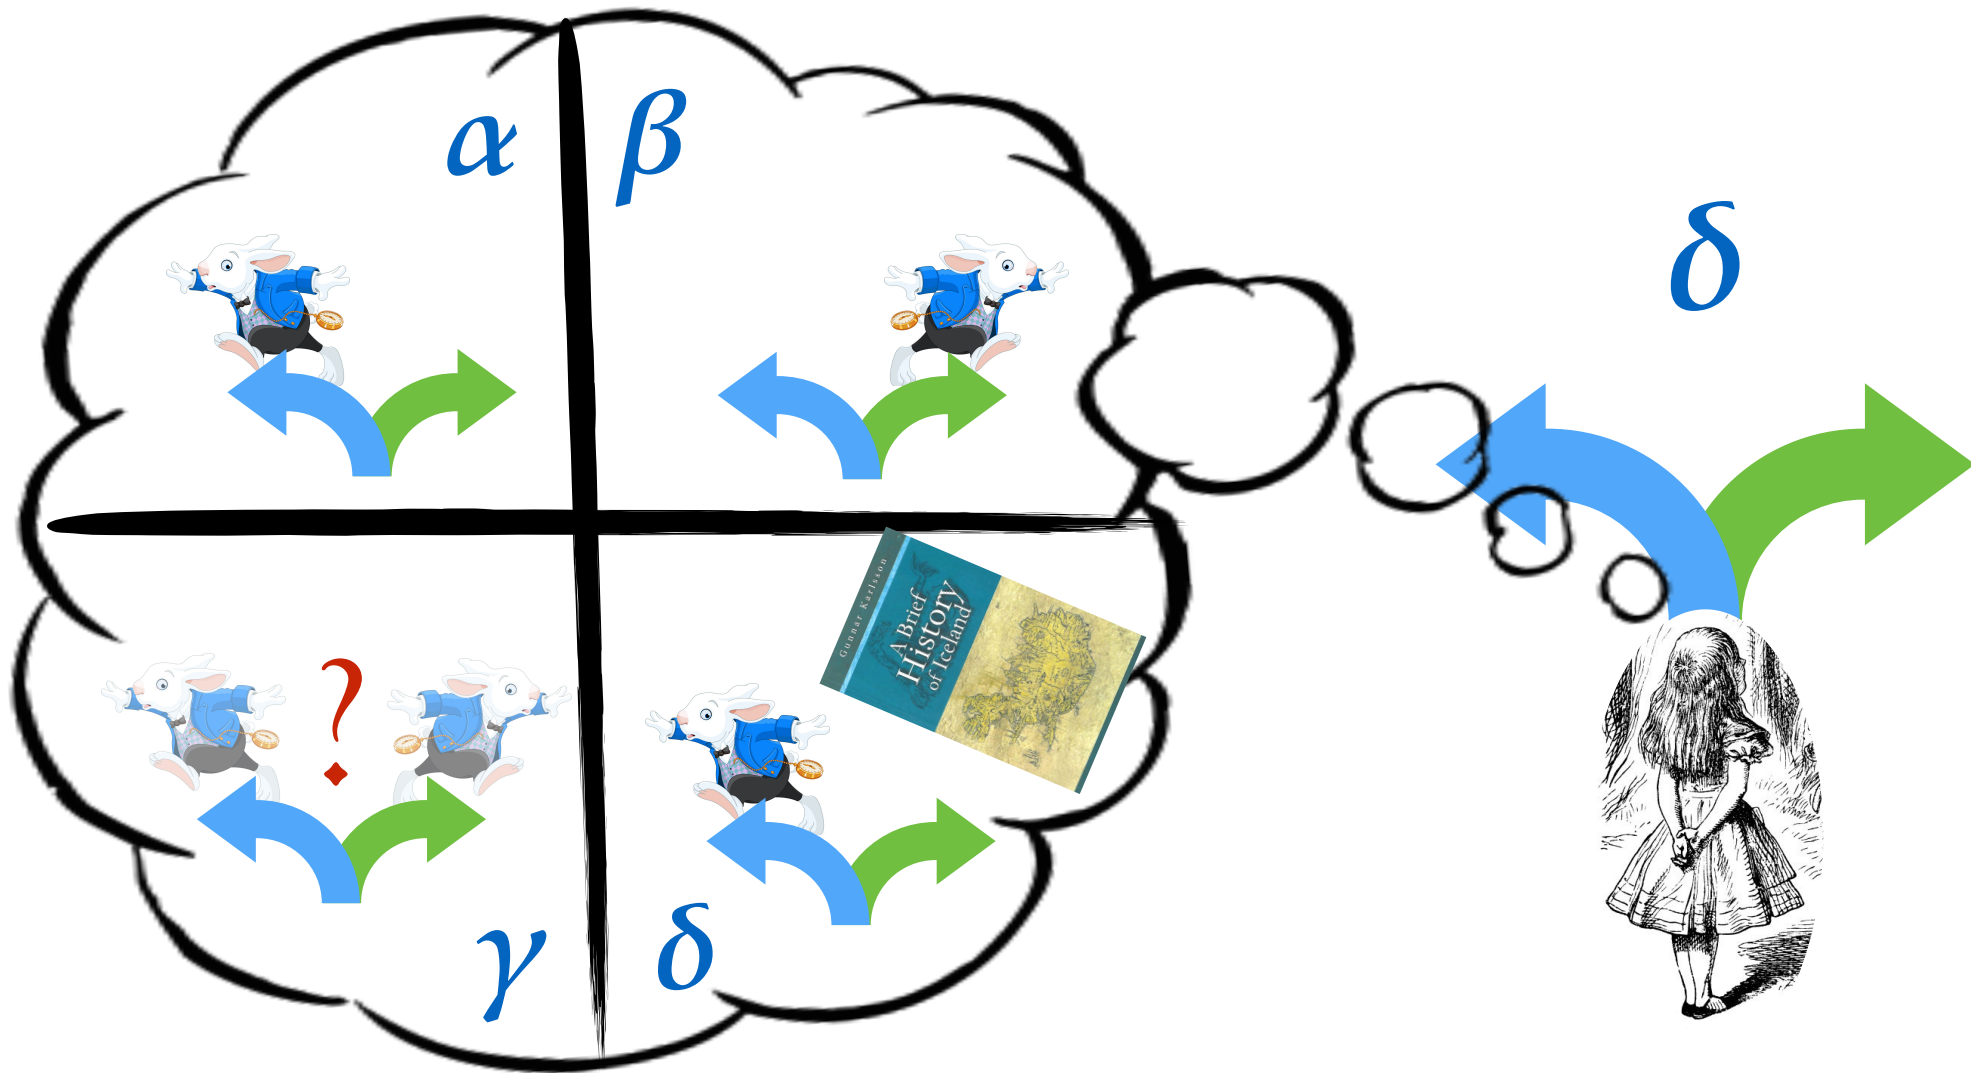 α
β
?
γ
δ
Gunnar Karlsson
A Brief
History
of Iceland
δ